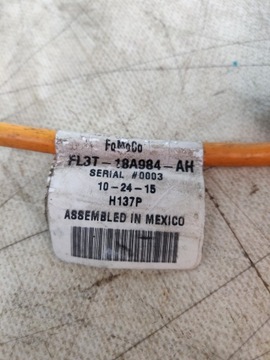 FoMoCo
FL3T-18A984-AH
SERIAL #0003
10-24-15
H137P
ASSEMBLED IN MEXICO